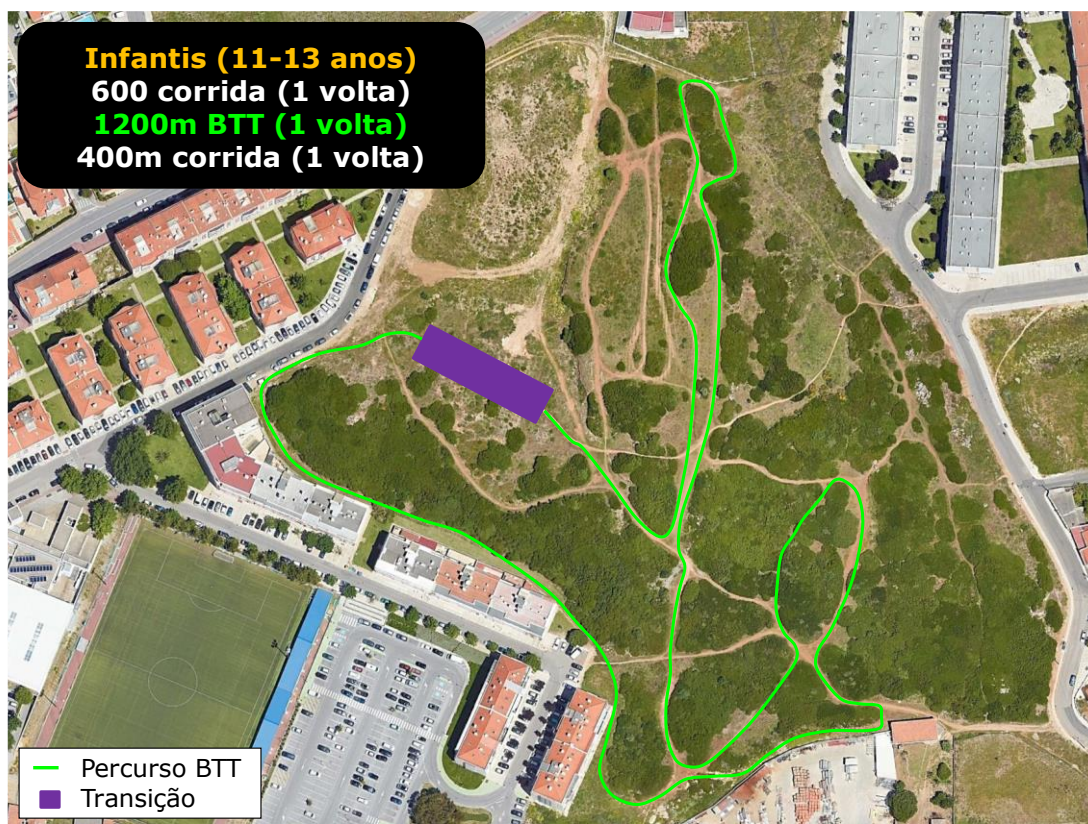 Infantis (11-13 anos)
600 corrida (1 volta)
1200m BTT (1 volta)
400m corrida (1 volta)
Percurso BTT
Transição